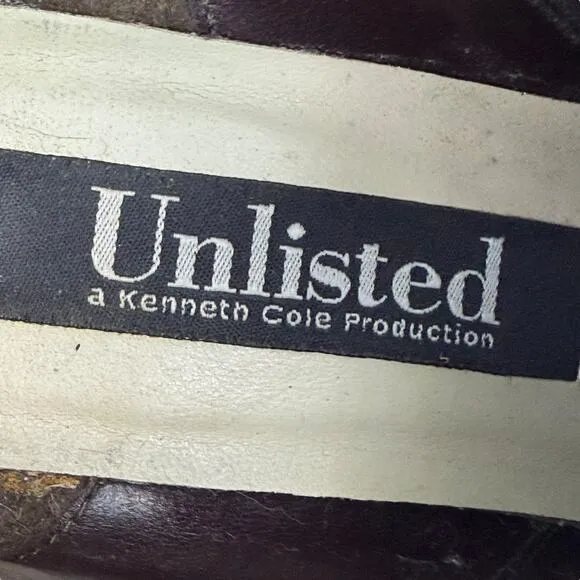 Unlisted
a Kenneth Cole Production